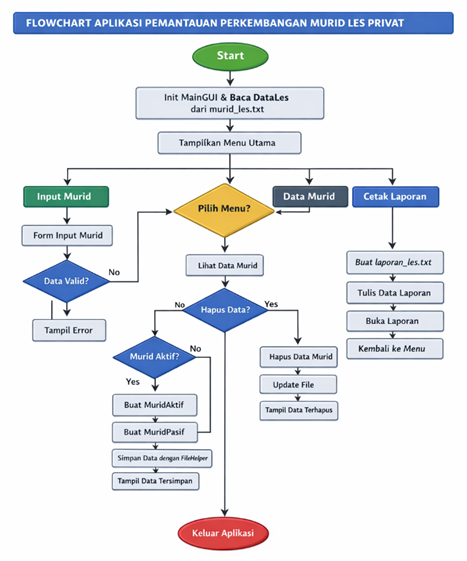 FLOWCHART APLIKASI PEMANTAUAN PERKEMBANGAN MURID LES PRIVAT
Start
Init MainGUI & Baca DataLes
dari murid_les.txt
Tampilkan Menu Utama
Input Murid
Pilih Menu?
Data Murid
Cetak Laporan
Form Input Murid
No
Data Valid?
Tampil Error
Lihat Data Murid
No
Hapus Data?
Yes
Buat laporan_les.txt
Tulis Data Laporan
Buka Laporan
Kembali ke Menu
Murid Aktif?
No
Yes
Buat MuridAktif
Buat MuridPasif
Simpan Data dengan FileHelper
Tampil Data Tersimpan
Hapus Data Murid
Update File
Tampil Data Terhapus
Keluar Aplikasi